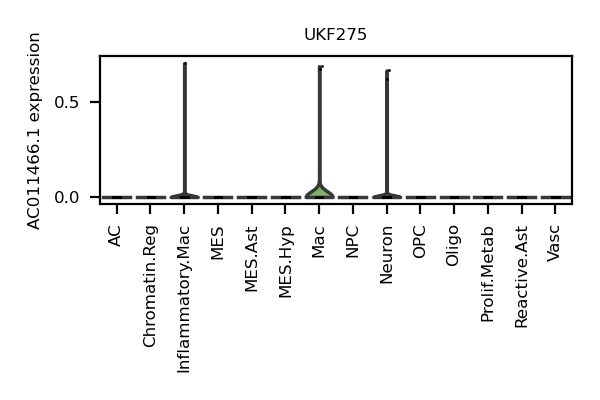 UKF275
AC011466.1 expression
0.5
0.0
AC
Chromatin.Reg
Inflammatory.Mac
MES
MES.Ast
MES.Hyp
Mac
NPC
Neuron
OPC
Oligo
Prolif.Metab
Reactive.Ast
Vasc